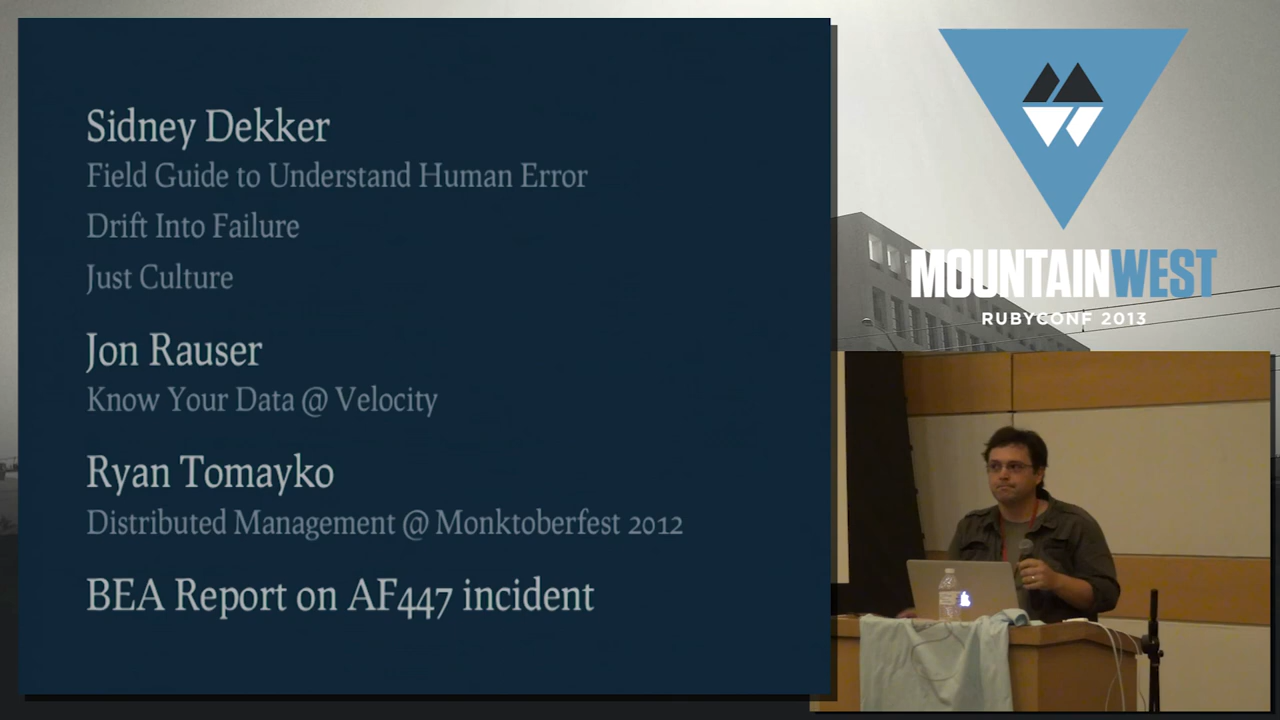 Sidney Dekker
Field Guide to Understand Human Error
Drift Into Failure
Just Culture
Jon Rauser
Know Your Data @ Velocity
Ryan Tomayko
Distributed Management @ Monktoberfest 2012
BEA Report on AF447 incident
MOUNTAINWEST
RUBYCONF 2013